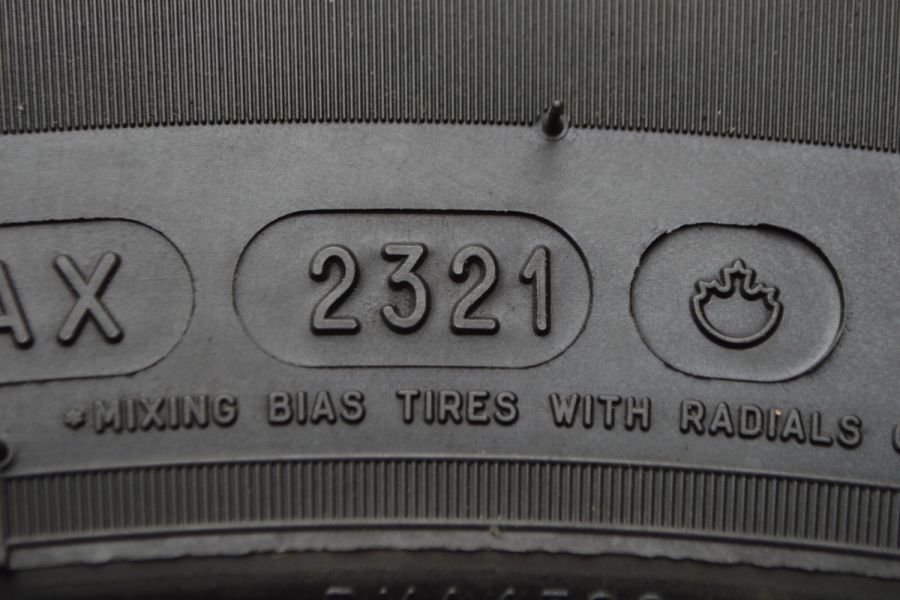 AX 2321
*MIXING BIAS TIRES WITH RADIALS